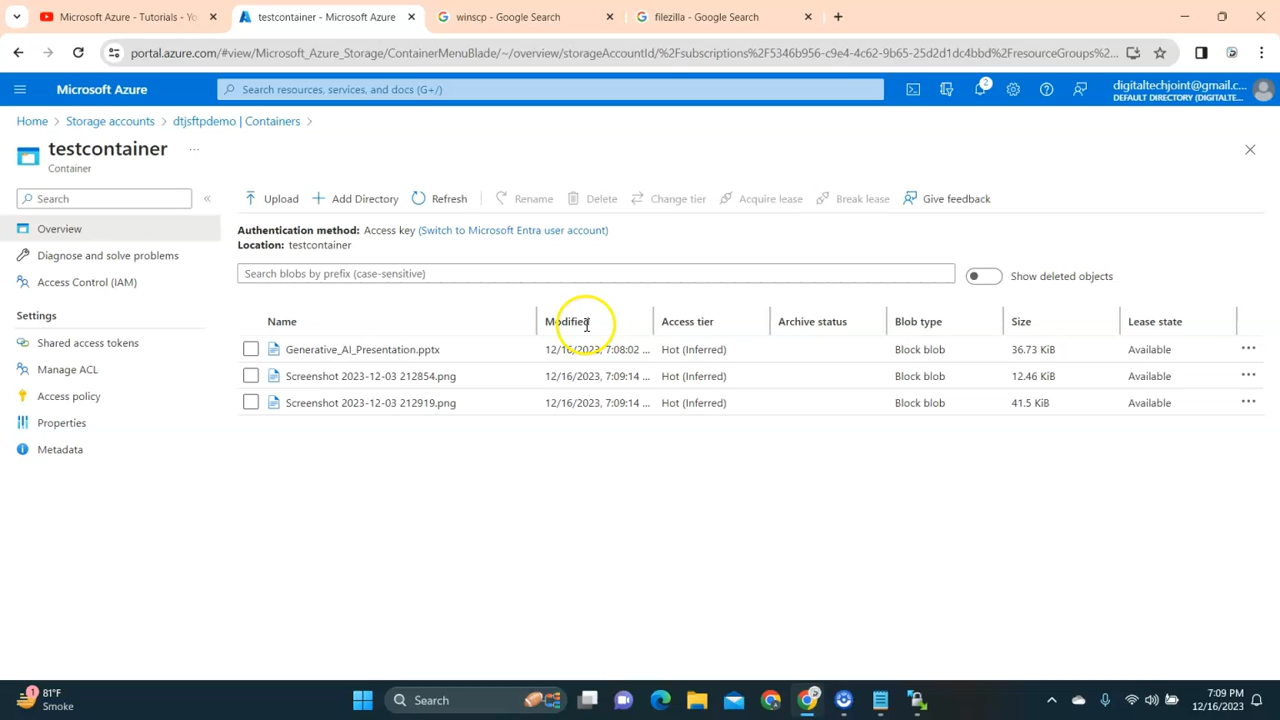 Microsoft Azure - Tutorials - Yo
testcontainer - Microsoft Azure
winscp - Google Search
filezilla - Google Search
portal.azure.com/#view/Microsoft_Azure_Storage/ContainerMenuBlade/~/overview/storageAccountId/%2Fsubscriptions%2F5346b956-c9e4-4c62-9b65-25d2d1dc4bbd%2FresourceGroups%2...
Microsoft Azure
Search resources, services, and docs (G+/)
2
digitaltechjoint@gmail.c...
DEFAULT DIRECTORY (DIGITALTE...
Home > Storage accounts > dtjsftpdemo | Containers >
testcontainer ...
Container
Search
«
Upload
Add Directory
Refresh
Rename
Delete
Change tier
Acquire lease
Break lease
Give feedback
Overview
Diagnose and solve problems
Access Control (IAM)
Settings
Shared access tokens
Manage ACL
Access policy
Properties
Metadata
Authentication method: Access key (Switch to Microsoft Entra user account)
Location: testcontainer
Search blobs by prefix (case-sensitive)
Show deleted objects
Name Modified Access tier Archive status Blob type Size Lease state
Generative_AI_Presentation.pptx 12/16/2023, 7:08:02 ... Hot (Inferred) Block blob 36.73 KiB Available ...
Screenshot 2023-12-03 212854.png 12/16/2023, 7:09:14 ... Hot (Inferred) Block blob 12.46 KiB Available ...
Screenshot 2023-12-03 212919.png 12/16/2023, 7:09:14 ... Hot (Inferred) Block blob 41.5 KiB Available ...
1
81°F
Smoke
Search
7:09 PM
12/16/2023